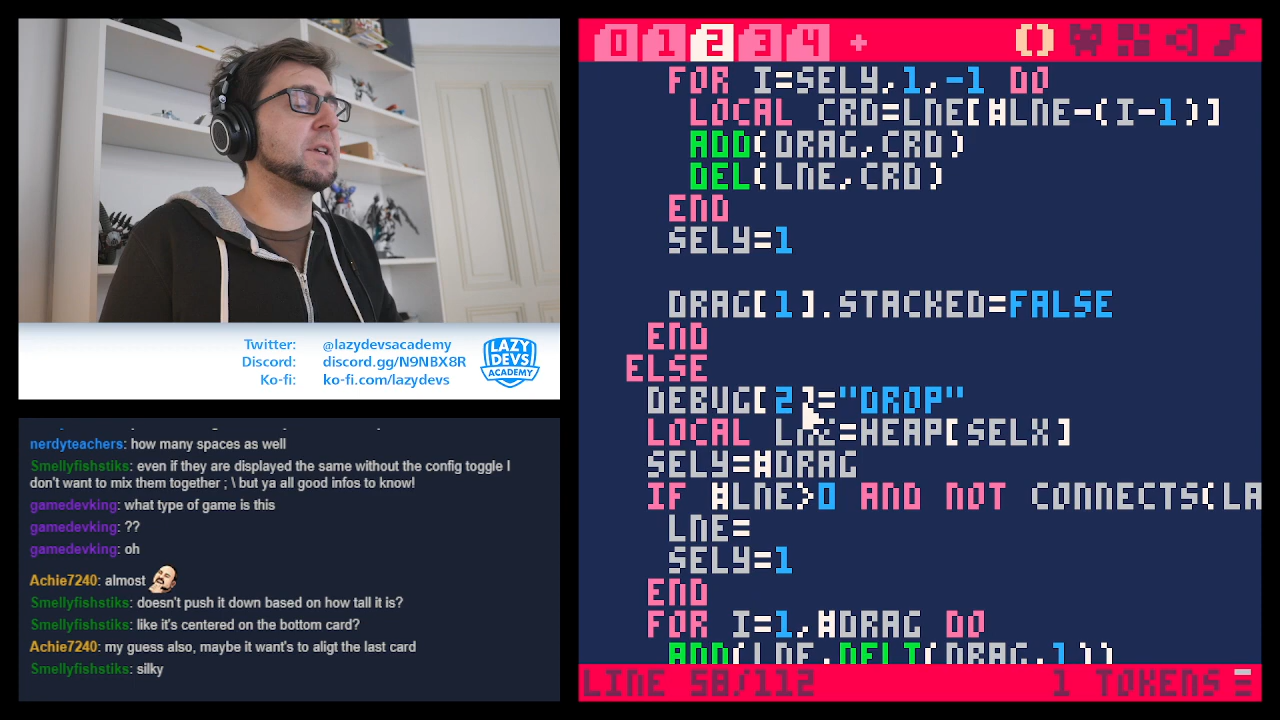 Twitter: @lazydevsacademy
Discord: discord.gg/N9NBX8R
Ko-fi: ko-fi.com/lazydevs
LAZY
DEVS
ACADEMY
nerdyteachers: how many spaces as well
Smellyfishstiks: even if they are displayed the same without the config toggle I
don't want to mix them together ; \ but ya all good infos to know!
gamedevking: what type of game is this
gamedevking: ??
gamedevking: oh
Achie7240: almost
Smellyfishstiks: doesn't push it down based on how tall it is?
Smellyfishstiks: like it's centered on the bottom card?
Achie7240: my guess also, maybe it want's to aligt the last card
Smellyfishstiks: silky
0 1 2 3 4 +
FOR I=SELY,1,-1 DO
LOCAL CRD=LNE[#LNE-(I-1)]
ADD(DRAG,CRD)
DEL(LNE,CRD)
END
SELY=1
DRAG[1].STACKED=FALSE
END
ELSE
DEBUG[2]="DROP"
LOCAL LNE=HEAP[SELX]
SELY=#DRAG
IF #LNE>0 AND NOT CONNECTS(LA
LNE=
SELY=1
END
FOR I=1,#DRAG DO
ADD(LNE,DELI(DRAG,1))
LINE 58/112
1 TOKENS